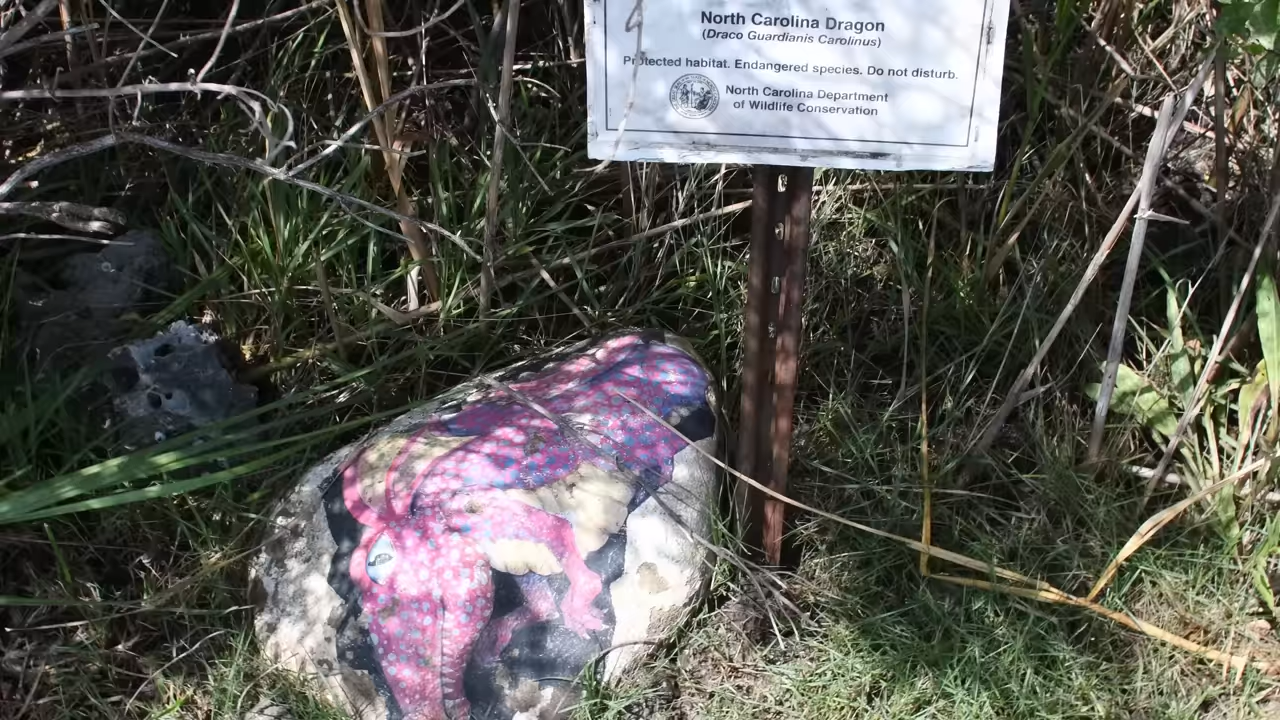 North Carolina Dragon
(Draco Guardianis Carolinus)
Protected habitat. Endangered species. Do not disturb.
North Carolina Department
of Wildlife Conservation